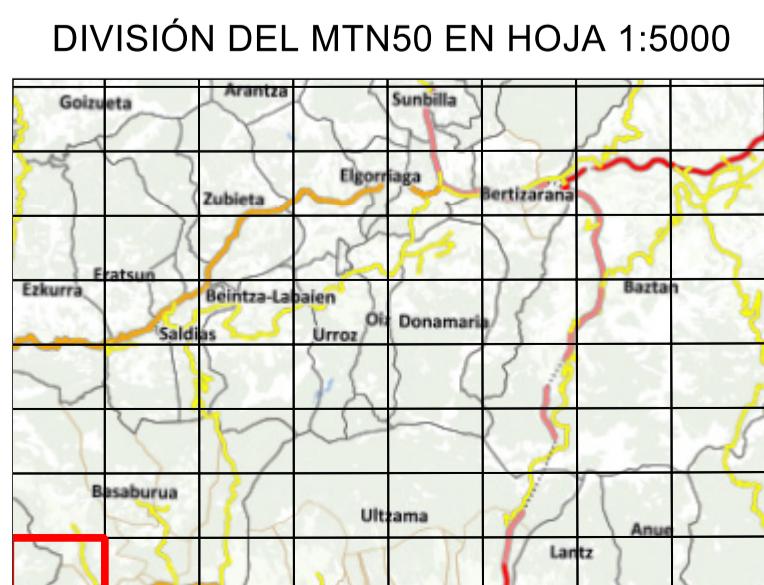 DIVISIÓN DEL MTN50 EN HOJA 1:5000
Arantza
Goizueta
Sunbilla
Elgorriaga
Zubieta
Bertizarana
Eratsun
Ezkurra
Beintza-Labaien
Baztan
Saldias
Urroz
Oiz
Donamaria
Basaburua
Ultzama
Anue
Lantz